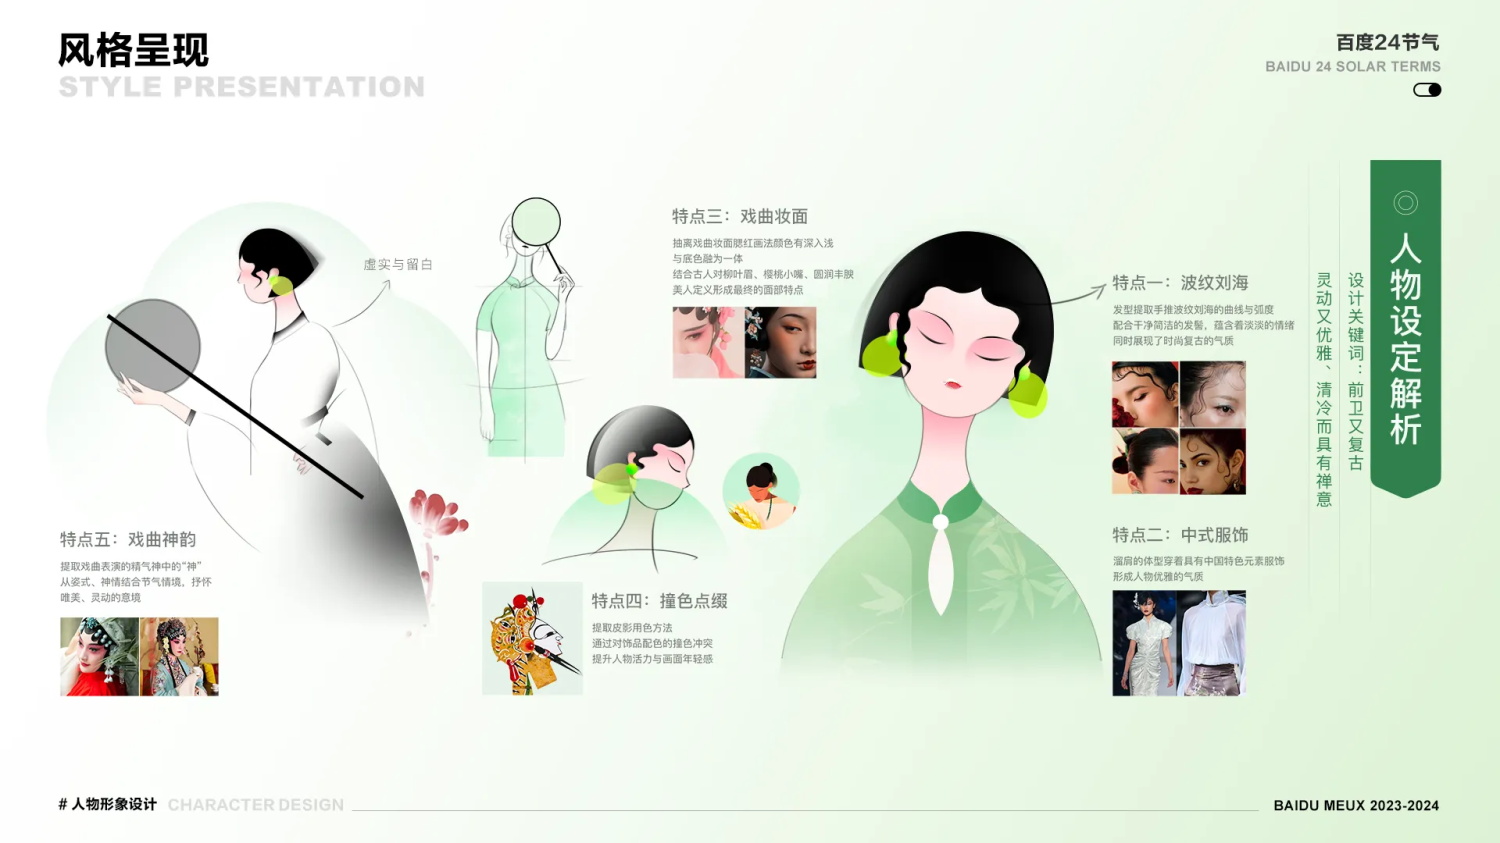 风格呈现
STYLE PRESENTATION
百度24节气
BAIDU 24 SOLAR TERMS
人物设定解析
设计关键词：前卫又复古
灵动又优雅、清冷而具有禅意
虚实与留白
特点三：戏曲妆面
抽离戏曲妆面腮红画法颜色有深入浅
与底色融为一体
结合古人对柳叶眉、樱桃小嘴、圆润丰腴
美人定义形成最终的面部特点
特点一：波纹刘海
发型提取手推波纹刘海的曲线与弧度
配合干净简洁的发髻，蕴含着淡淡的情绪
同时展现了时尚复古的气质
特点二：中式服饰
溜肩的体型穿着具有中国特色元素服饰
形成人物优雅的气质
特点五：戏曲神韵
提取戏曲表演的精气神中的“神”
从姿式、神情结合节气情境，抒怀
唯美、灵动的意境
特点四：撞色点缀
提取皮影用色方法
通过对饰品配色的撞色冲突
提升人物活力与画面年轻感
# 人物形象设计 CHARACTER DESIGN
BAIDU MEUX 2023-2024